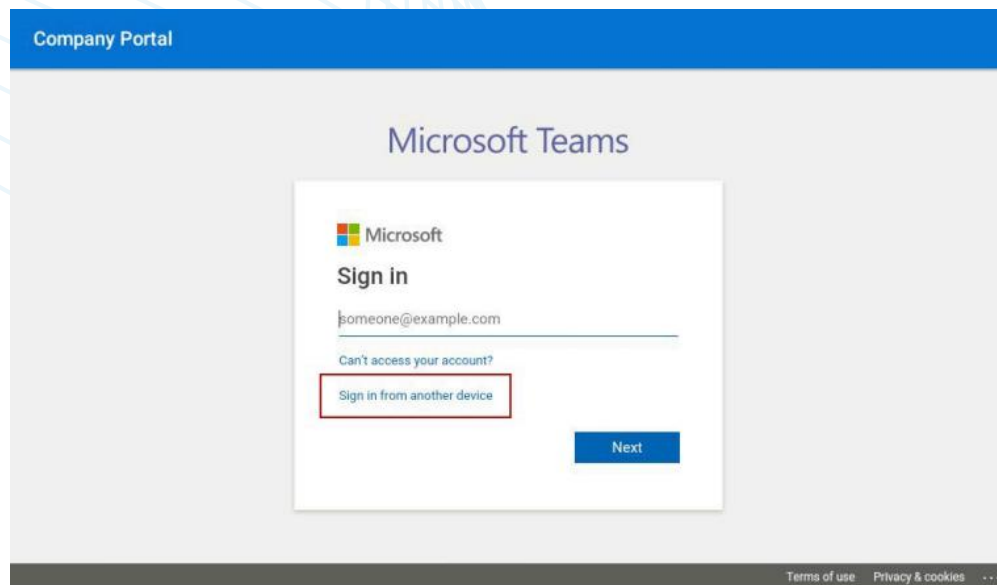 Company Portal
Microsoft Teams
Microsoft
Sign in
someone@example.com
Can't access your account?
Sign in from another device
Next
Terms of use Privacy & cookies ...